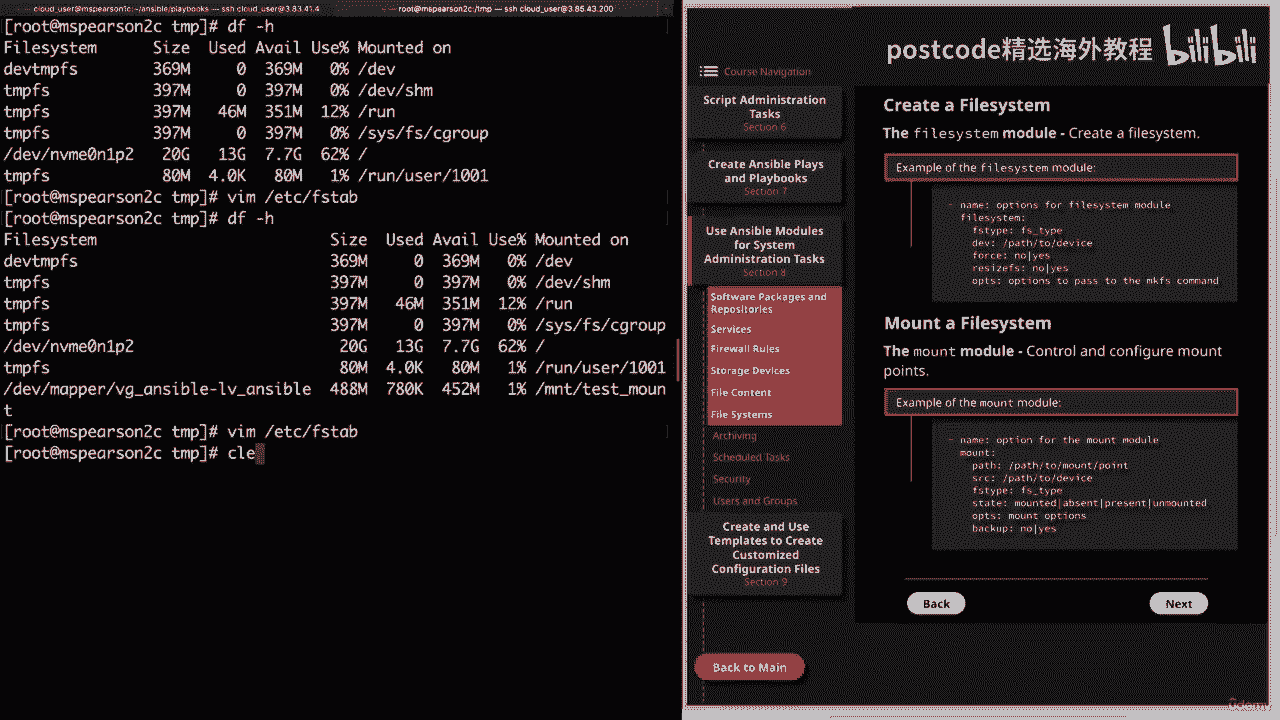 cloud_user@mspearson1c:~/ansible/playbooks — ssh cloud_user@3.83.41.4
root@mspearson2c:/tmp — ssh cloud_user@3.86.43.200
[root@mspearson2c tmp]# df -h
Filesystem Size Used Avail Use% Mounted on
devtmpfs 369M 0 369M 0% /dev
tmpfs 397M 0 397M 0% /dev/shm
tmpfs 397M 46M 351M 12% /run
tmpfs 397M 0 397M 0% /sys/fs/cgroup
/dev/nvme0n1p2 20G 13G 7.7G 62% /
tmpfs 80M 4.0K 80M 1% /run/user/1001
[root@mspearson2c tmp]# vim /etc/fstab
[root@mspearson2c tmp]# df -h
Filesystem Size Used Avail Use% Mounted on
devtmpfs 369M 0 369M 0% /dev
tmpfs 397M 0 397M 0% /dev/shm
tmpfs 397M 46M 351M 12% /run
tmpfs 397M 0 397M 0% /sys/fs/cgroup
/dev/nvme0n1p2 20G 13G 7.7G 62% /
tmpfs 80M 4.0K 80M 1% /run/user/1001
/dev/mapper/vg_ansible-lv_ansible 488M 780K 452M 1% /mnt/test_moun
t
[root@mspearson2c tmp]# vim /etc/fstab
[root@mspearson2c tmp]# cle
postcode精选海外教程 bilibili
Course Navigation
Script Administration
Tasks
Section 6
Create Ansible Plays
and Playbooks
Section 7
Use Ansible Modules
for System
Administration Tasks
Section 8
Software Packages and
Repositories
Services
Firewall Rules
Storage Devices
File Content
File Systems
Archiving
Scheduled Tasks
Security
Users and Groups
Create and Use
Templates to Create
Customized
Configuration Files
Section 9
Back to Main
Create a Filesystem
The filesystem module - Create a filesystem.
Example of the filesystem module:
- name: options for filesystem module
filesystem:
fstype: fs_type
dev: /path/to/device
force: no|yes
resizefs: no|yes
opts: options to pass to the mkfs command
Mount a Filesystem
The mount module - Control and configure mount
points.
Example of the mount module:
- name: option for the mount module
mount:
path: /path/to/mount/point
src: /path/to/device
fstype: fs_type
state: mounted|absent|present|unmounted
opts: mount options
backup: no|yes
Back
Next
ûdemy